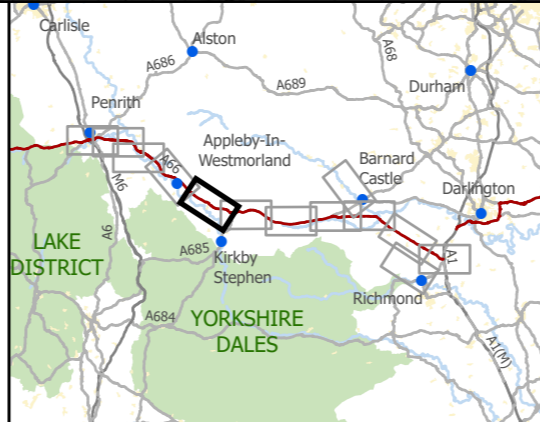 Carlisle
Alston
A686
A68
A689
Durham
Penrith
Appleby-In-
Westmorland
A66
Barnard
Castle
Darlington
M6
A6
LAKE
DISTRICT
A685
Kirkby
Stephen
A1
Richmond
A684
YORKSHIRE
DALES
A1(M)